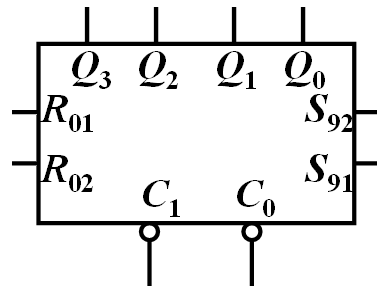 Q₃ Q₂ Q₁ Q₀
R₀₁ S₉₂
R₀₂ S₉₁
C₁ C₀